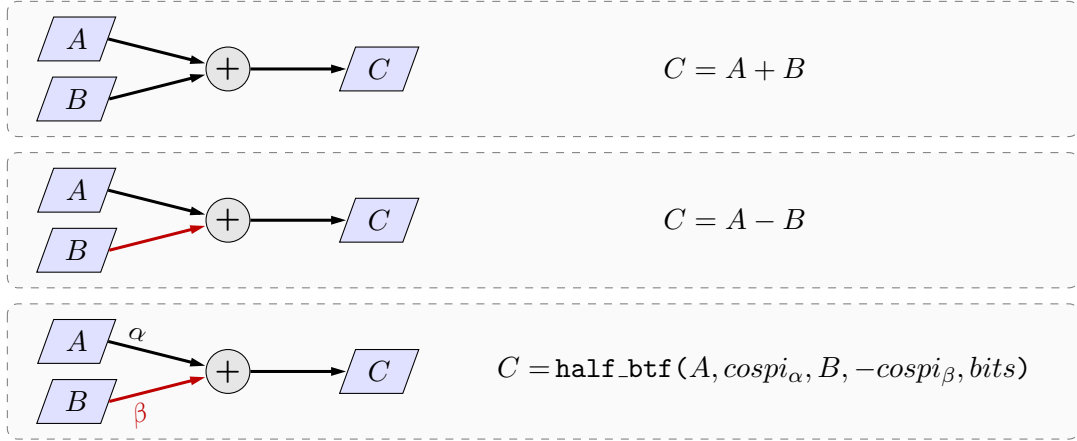 A
B
+
C
C = A + B
A
B
+
C
C = A − B
A
α
B
β
+
C
C = half_btf(A, cospi_α, B, −cospi_β, bits)